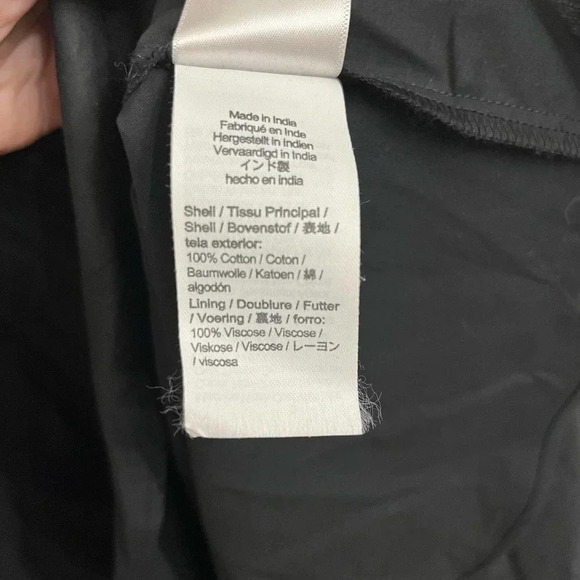 Made in India
Fabriqué en Inde
Hergestellt in Indien
Vervaardigd in India
インド製
hecho en india
Shell / Tissu Principal /
Shell / Bovenstof / 表地 /
tela exterior:
100% Cotton / Coton /
Baumwolle / Katoen / 綿 /
algodón
Lining / Doublure / Futter
/ Voering / 裏地 / forro:
100% Viscose / Viscose /
Viskose / Viscose / レーヨン
/ viscosa